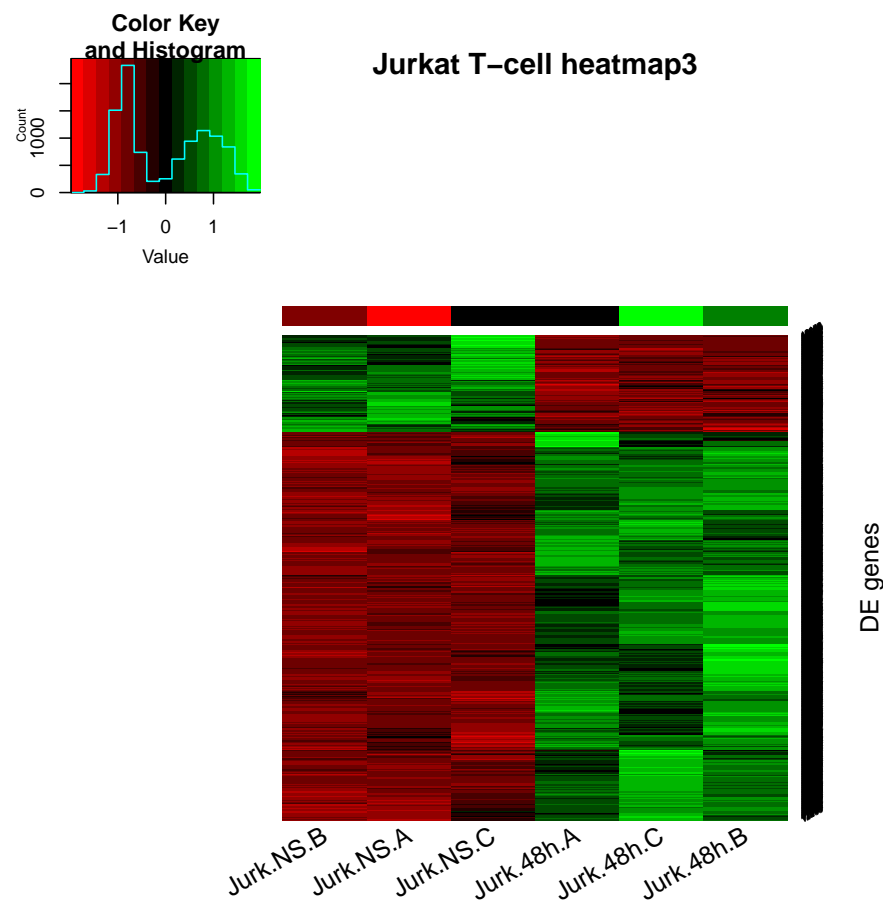 Color Key
and Histogram
Jurkat T−cell heatmap3
Count
0
1000
−1
0
1
Value
DE genes
Jurk.NS.B
Jurk.NS.A
Jurk.NS.C
Jurk.48h.A
Jurk.48h.C
Jurk.48h.B